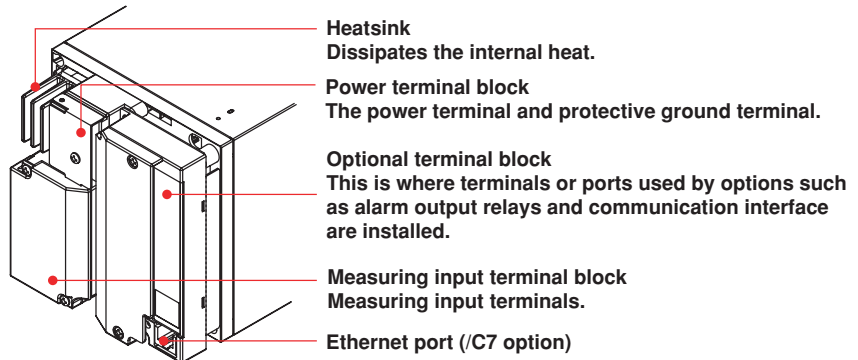 Heatsink
Dissipates the internal heat.
Power terminal block
The power terminal and protective ground terminal.
Optional terminal block
This is where terminals or ports used by options such
as alarm output relays and communication interface
are installed.
Measuring input terminal block
Measuring input terminals.
Ethernet port (/C7 option)